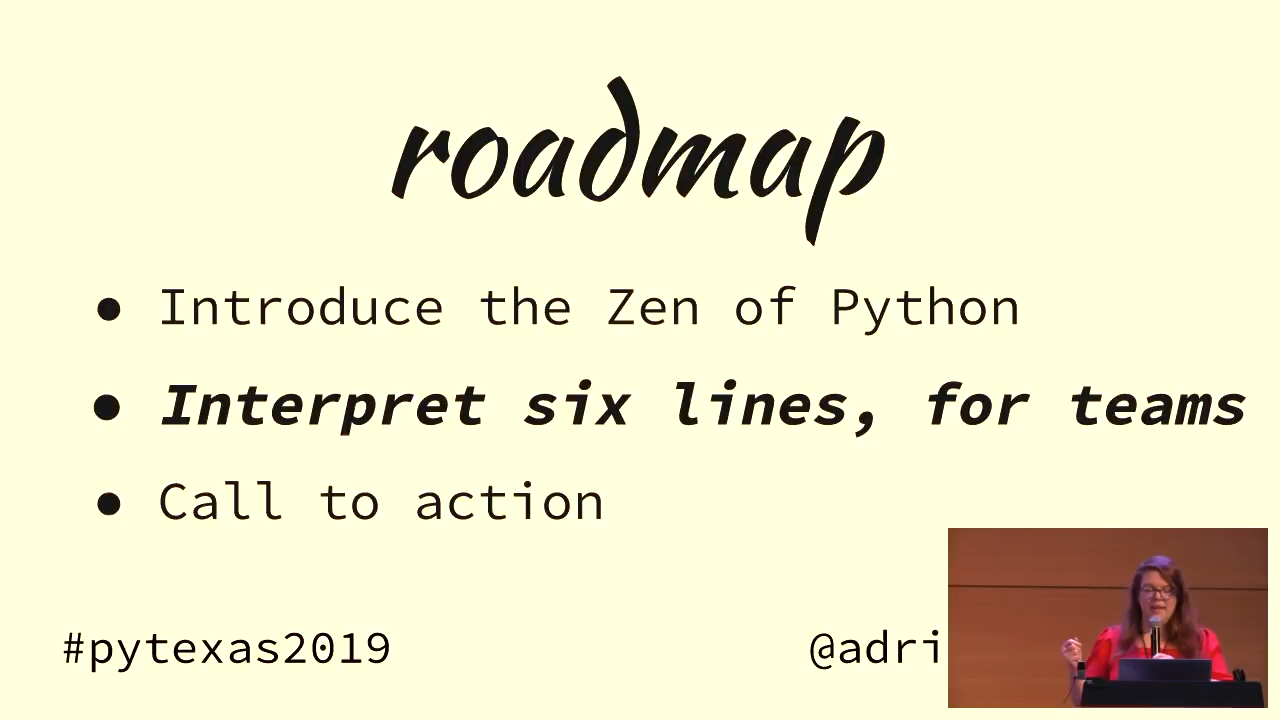 roadmap
● Introduce the Zen of Python
● Interpret six lines, for teams
● Call to action
#pytexas2019
@adri